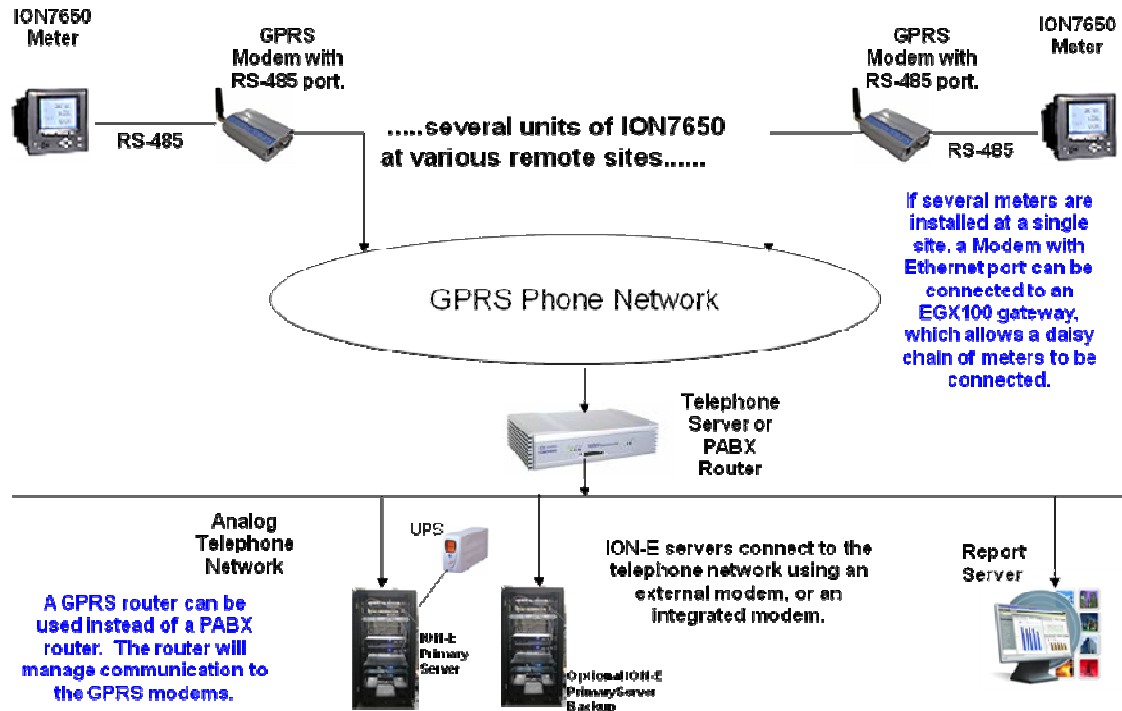 ION7650
Meter
GPRS
Modem with
RS-485 port.
RS-485
.....several units of ION7650
at various remote sites......
GPRS
Modem with
RS-485 port.
ION7650
Meter
RS-485
If several meters are
installed at a single
site, a Modem with
Ethernet port can be
connected to an
EGX100 gateway,
which allows a daisy
chain of meters to be
connected.
GPRS Phone Network
Telephone
Server or
PABX
Router
Analog
Telephone
Network
UPS
A GPRS router can be
used instead of a PABX
router. The router will
manage communication to
the GPRS modems.
ION-E
Primary
Server
Optional ION-E
Primary Server
Backup
ION-E servers connect to the
telephone network using an
external modem, or an
integrated modem.
Report
Server